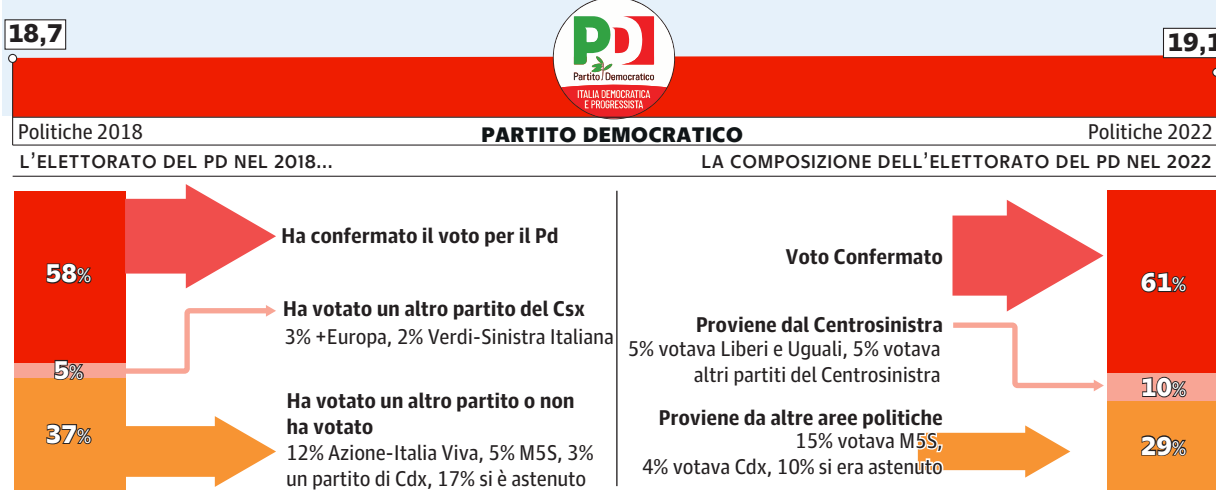 18,7
PD
Partito Democratico
ITALIA DEMOCRATICA
E PROGRESSISTA
19,1
Politiche 2018
PARTITO DEMOCRATICO
Politiche 2022
L'ELETTORATO DEL PD NEL 2018...
LA COMPOSIZIONE DELL'ELETTORATO DEL PD NEL 2022
58%
Ha confermato il voto per il Pd
5%
Ha votato un altro partito del Csx
3% +Europa, 2% Verdi-Sinistra Italiana
37%
Ha votato un altro partito o non
ha votato
12% Azione-Italia Viva, 5% M5S, 3%
un partito di Cdx, 17% si è astenuto
Voto Confermato
61%
Proviene dal Centrosinistra
5% votava Liberi e Uguali, 5% votava
altri partiti del Centrosinistra
10%
Proviene da altre aree politiche
15% votava M5S,
4% votava Cdx, 10% si era astenuto
29%